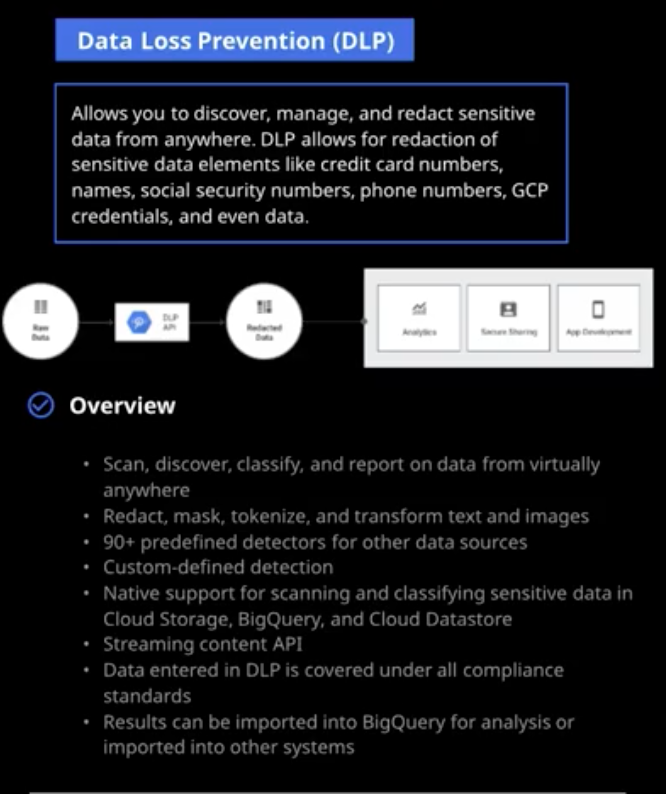 Data Loss Prevention (DLP)
Allows you to discover, manage, and redact sensitive
data from anywhere. DLP allows for redaction of
sensitive data elements like credit card numbers,
names, social security numbers, phone numbers, GCP
credentials, and even data.
Raw
Data
DLP
API
Redacted
Data
Analytics
Secure Sharing
App Development
Overview
• Scan, discover, classify, and report on data from virtually
anywhere
• Redact, mask, tokenize, and transform text and images
• 90+ predefined detectors for other data sources
• Custom-defined detection
• Native support for scanning and classifying sensitive data in
Cloud Storage, BigQuery, and Cloud Datastore
• Streaming content API
• Data entered in DLP is covered under all compliance
standards
• Results can be imported into BigQuery for analysis or
imported into other systems